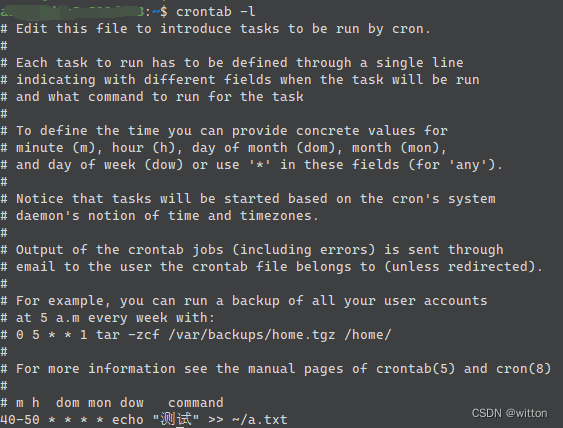 :~$ crontab -l
# Edit this file to introduce tasks to be run by cron.
#
# Each task to run has to be defined through a single line
# indicating with different fields when the task will be run
# and what command to run for the task
#
# To define the time you can provide concrete values for
# minute (m), hour (h), day of month (dom), month (mon),
# and day of week (dow) or use '*' in these fields (for 'any').
#
# Notice that tasks will be started based on the cron's system
# daemon's notion of time and timezones.
#
# Output of the crontab jobs (including errors) is sent through
# email to the user the crontab file belongs to (unless redirected).
#
# For example, you can run a backup of all your user accounts
# at 5 a.m every week with:
# 0 5 * * 1 tar -zcf /var/backups/home.tgz /home/
#
# For more information see the manual pages of crontab(5) and cron(8)
#
# m h  dom mon dow   command
40-50 * * * * echo "测试" >> ~/a.txt
CSDN @witton